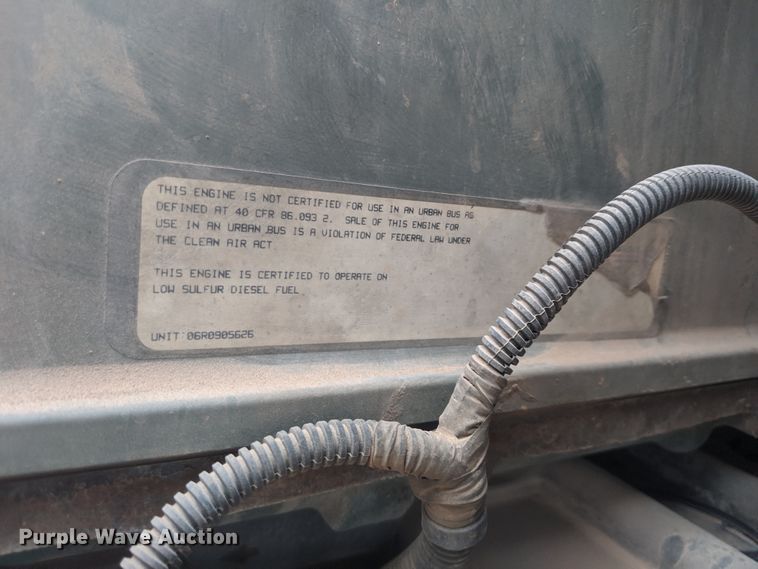 THIS ENGINE IS NOT CERTIFIED FOR USE IN AN URBAN BUS AS
DEFINED AT 40 CFR 86.093 2. SALE OF THIS ENGINE FOR
USE IN AN URBAN BUS IS A VIOLATION OF FEDERAL LAW UNDER
THE CLEAN AIR ACT
THIS ENGINE IS CERTIFIED TO OPERATE ON
LOW SULFUR DIESEL FUEL
UNIT: 06R0905626
Purple Wave Auction